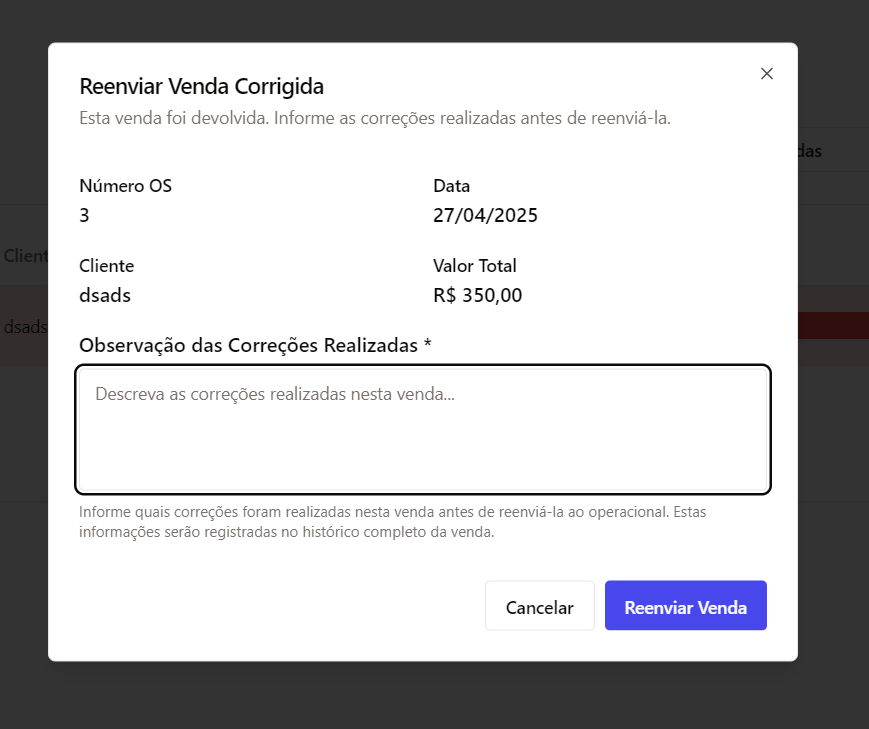 Reenviar Venda Corrigida
Esta venda foi devolvida. Informe as correções realizadas antes de reenviá-la.
das
Número OS
Data
3
27/04/2025
Client
Cliente
Valor Total
dsads
R$ 350,00
dsads
Observação das Correções Realizadas *
Descreva as correções realizadas nesta venda...
Informe quais correções foram realizadas nesta venda antes de reenviá-la ao operacional. Estas
informações serão registradas no histórico completo da venda.
Cancelar
Reenviar Venda